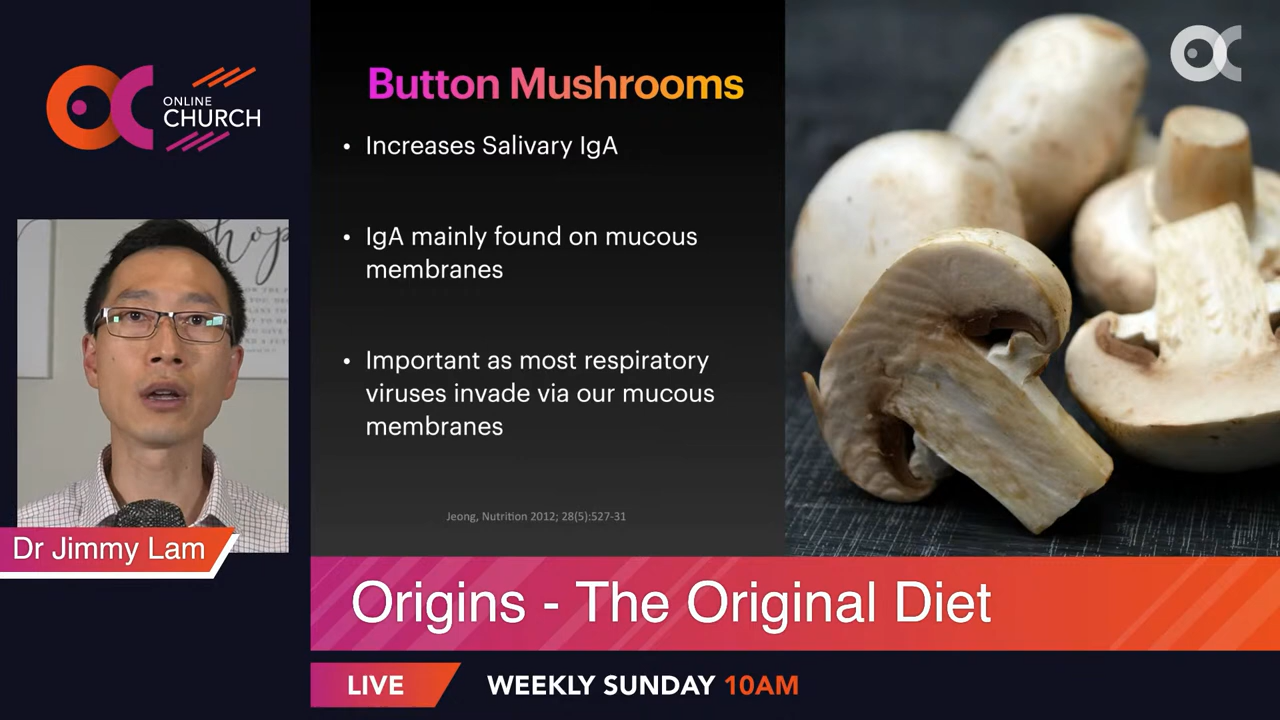 ONLINE
CHURCH
hop
Dr Jimmy Lam
Button Mushrooms
• Increases Salivary IgA
• IgA mainly found on mucous
membranes
• Important as most respiratory
viruses invade via our mucous
membranes
Jeong, Nutrition 2012; 28(5):527-31
Origins - The Original Diet
LIVE
WEEKLY SUNDAY 10AM